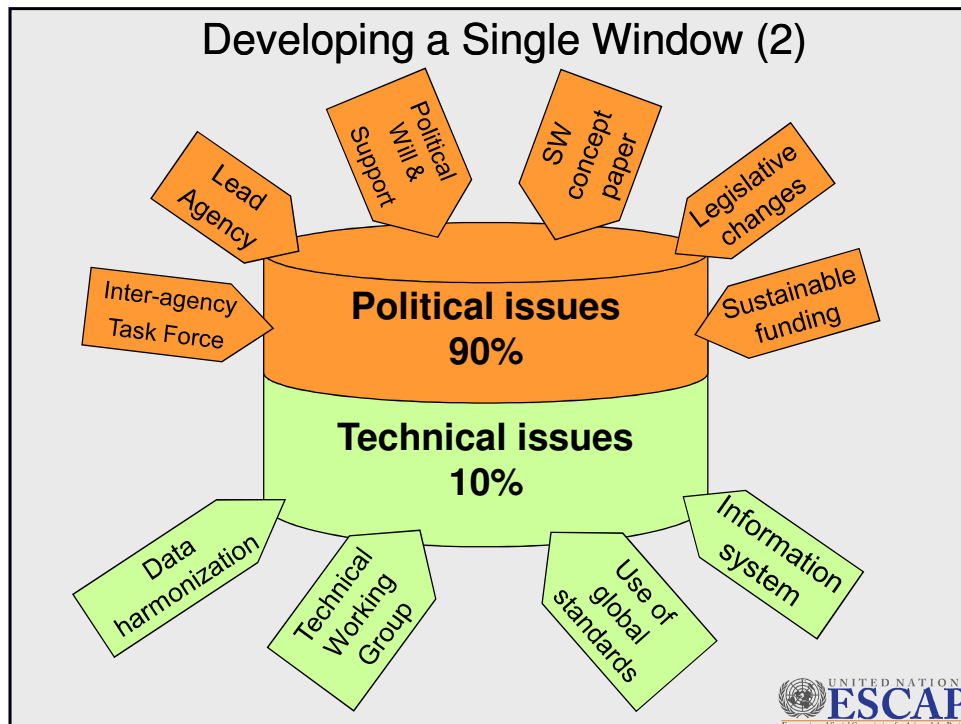 Developing a Single Window (2)
Political
Will &
Support
SW
concept
paper
Lead
Agency
Legislative
changes
Inter-agency
Task Force
Sustainable
funding
Political issues
90%
Technical issues
10%
Data
harmonization
Technical
Working
Group
Use of
global
standards
Information
system
UNITED NATION
ESCAP